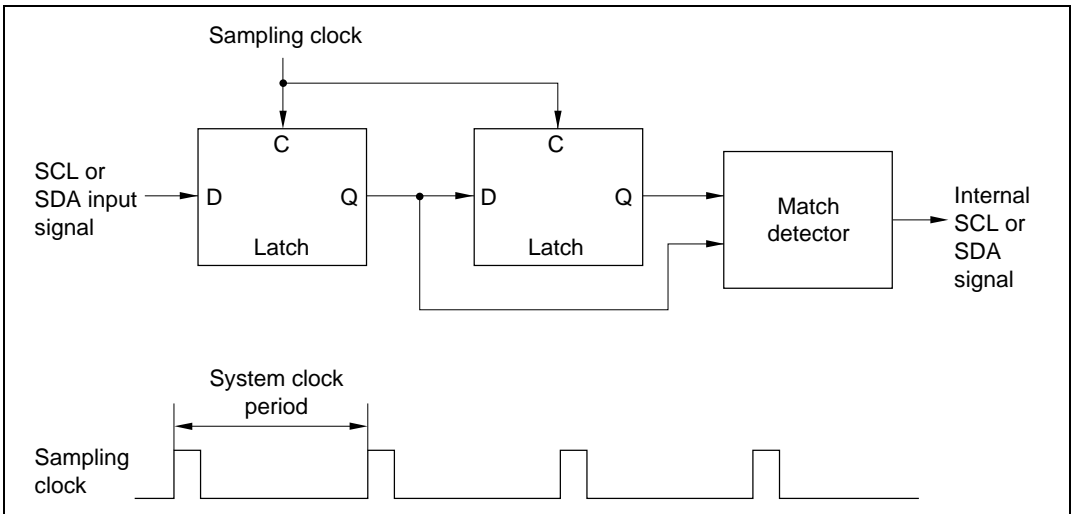 Sampling clock
C
C
SCL or
SDA input
signal
D
Q
Latch
D
Q
Latch
Match
detector
Internal
SCL or
SDA
signal
System clock
period
Sampling
clock